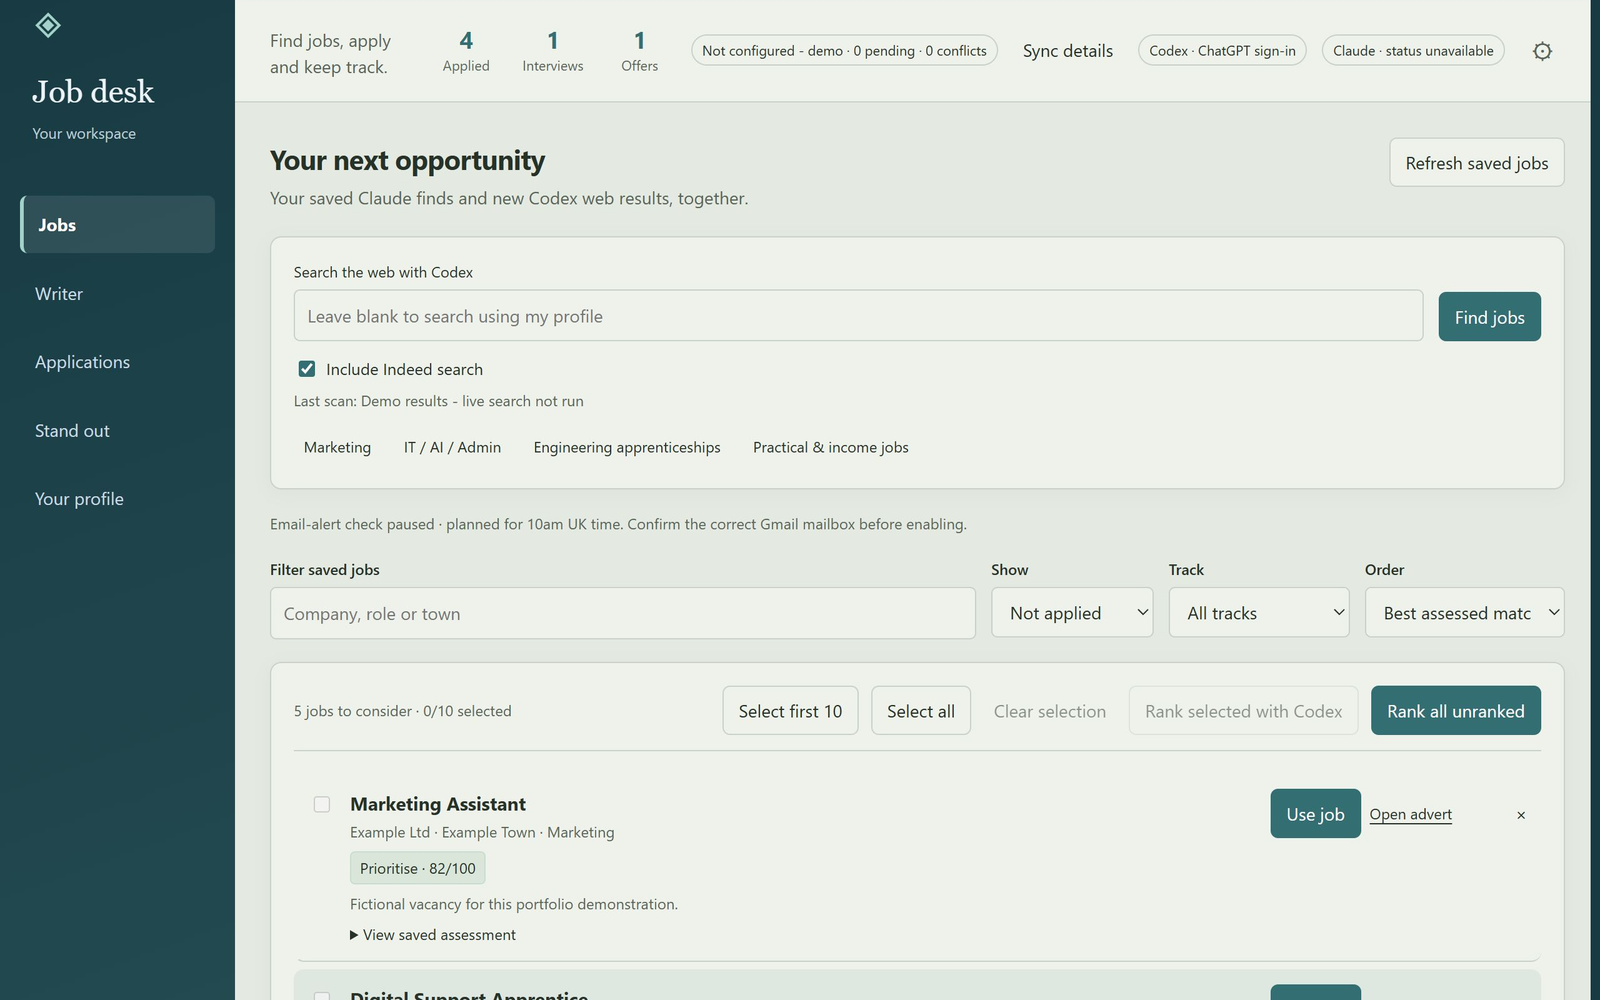 Job desk
Your workspace
Jobs
Writer
Applications
Stand out
Your profile
Find jobs, apply
and keep track.
4
Applied
1
Interviews
1
Offers
Not configured - demo · 0 pending · 0 conflicts
Sync details
Codex · ChatGPT sign-in
Claude · status unavailable
Your next opportunity
Your saved Claude finds and new Codex web results, together.
Refresh saved jobs
Search the web with Codex
Leave blank to search using my profile
Find jobs
Include Indeed search
Last scan: Demo results - live search not run
Marketing
IT / AI / Admin
Engineering apprenticeships
Practical & income jobs
Email-alert check paused · planned for 10am UK time. Confirm the correct Gmail mailbox before enabling.
Filter saved jobs
Company, role or town
Show
Not applied
Track
All tracks
Order
Best assessed matc
5 jobs to consider · 0/10 selected
Select first 10
Select all
Clear selection
Rank selected with Codex
Rank all unranked
Marketing Assistant
Example Ltd · Example Town · Marketing
Prioritise · 82/100
Fictional vacancy for this portfolio demonstration.
View saved assessment
Use job
Open advert
×
Digital Support Apprentice